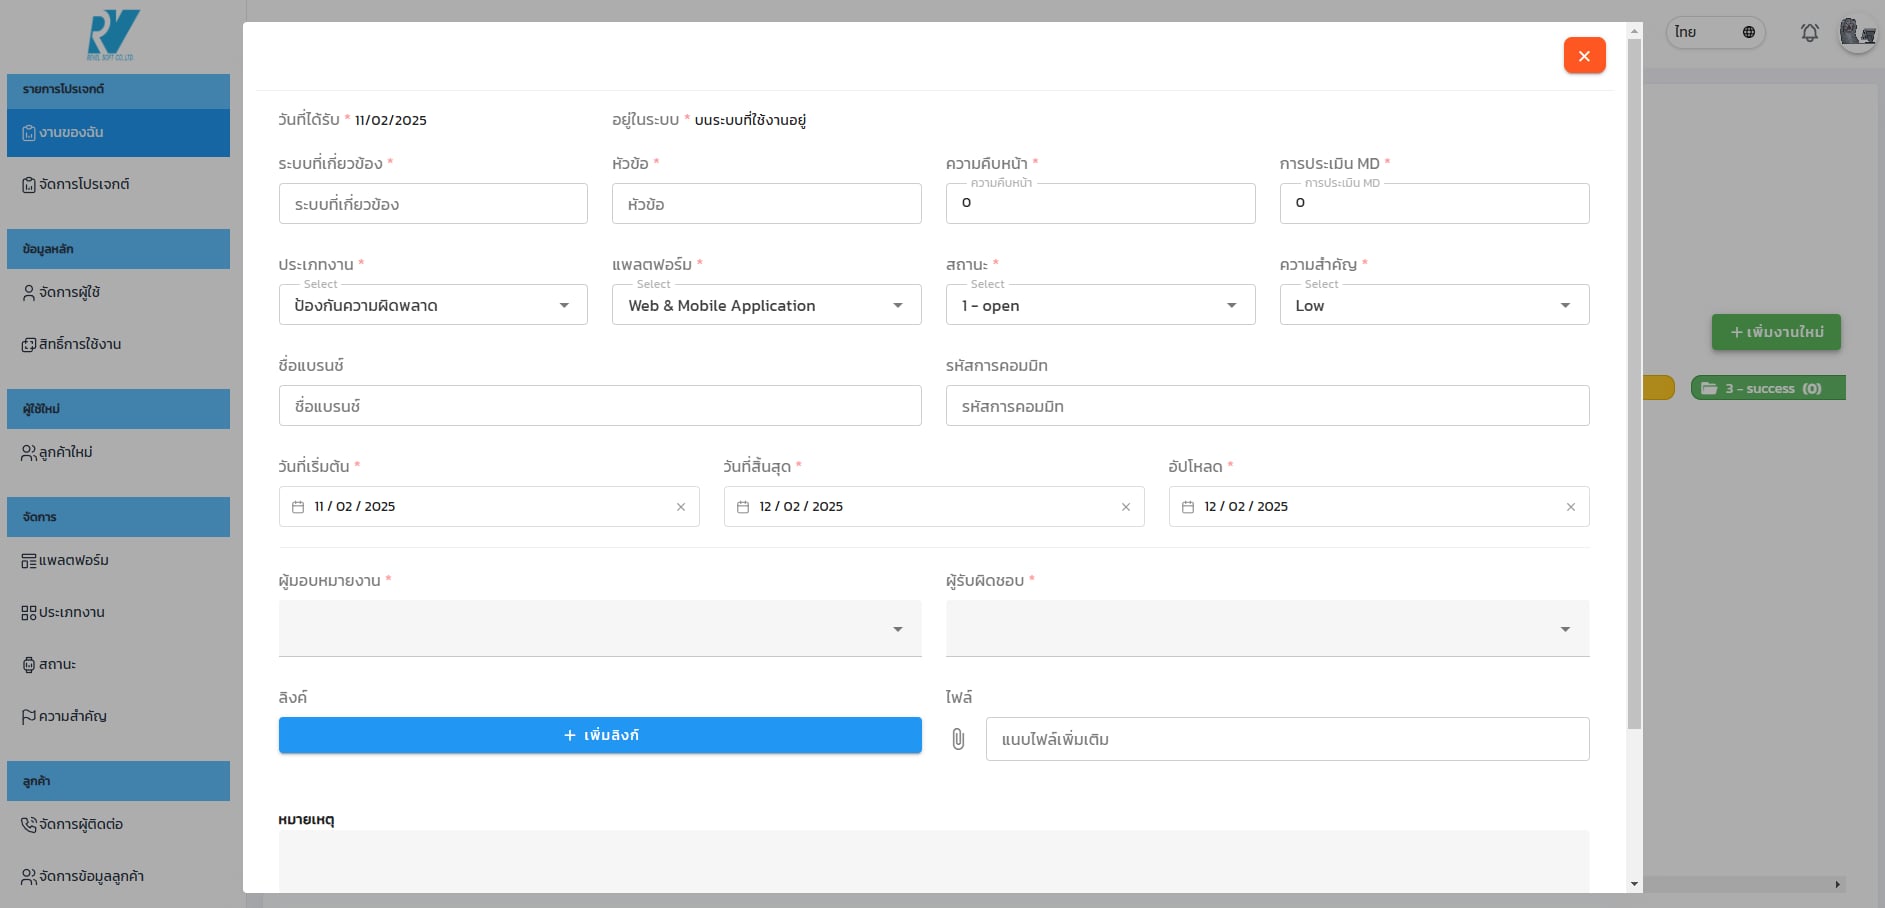 RV
REVEL SOFT CO.,LTD
ไทย
รายการโปรเจกต์
งานของฉัน
จัดการโปรเจกต์
ข้อมูลหลัก
จัดการผู้ใช้
สิทธิ์การใช้งาน
ผู้ใช้ใหม่
ลูกค้าใหม่
จัดการ
แพลตฟอร์ม
ประเภทงาน
สถานะ
ความสำคัญ
ลูกค้า
จัดการผู้ติดต่อ
จัดการข้อมูลลูกค้า
วันที่ได้รับ * 11/02/2025
อยู่ในระบบ * บนระบบที่ใช้งานอยู่
ระบบที่เกี่ยวข้อง *
หัวข้อ *
ความคืบหน้า *
การประเมิน MD *
ระบบที่เกี่ยวข้อง
หัวข้อ
ความคืบหน้า
0
การประเมิน MD
0
ประเภทงาน *
แพลตฟอร์ม *
สถานะ *
ความสำคัญ *
Select
ป้องกันความผิดพลาด
Select
Web & Mobile Application
Select
1 - open
Select
Low
ชื่อแบรนช์
รหัสการคอมมิท
ชื่อแบรนช์
รหัสการคอมมิท
วันที่เริ่มต้น *
วันที่สิ้นสุด *
อัปโหลด *
11 / 02 / 2025
12 / 02 / 2025
12 / 02 / 2025
ผู้มอบหมายงาน *
ผู้รับผิดชอบ *
ลิงค์
ไฟล์
+ เพิ่มลิงก์
แนบไฟล์เพิ่มเติม
หมายเหตุ
+ เพิ่มงานใหม่
3 - success (0)